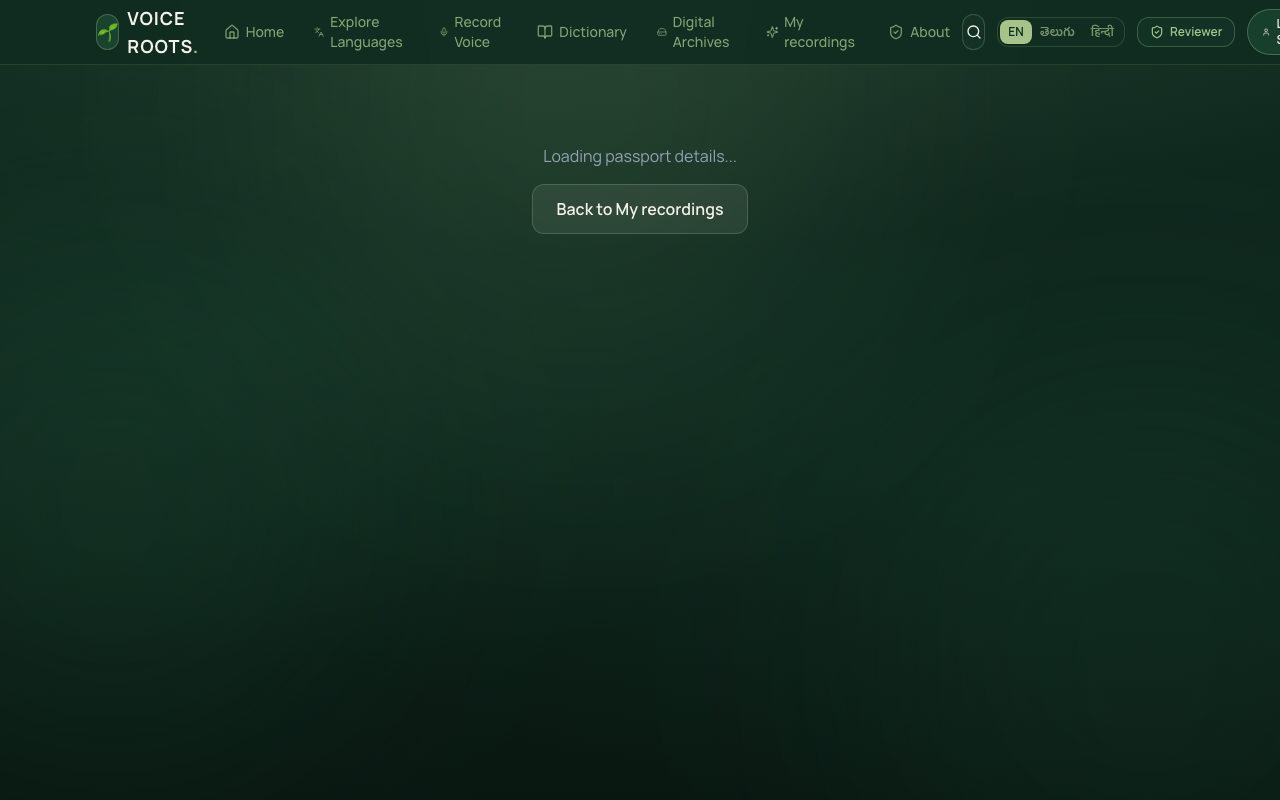 VOICE
ROOTS.
Home
Explore
Languages
Record
Voice
Dictionary
Digital
Archives
My
recordings
About
EN
తెలుగు
हिन्दी
Reviewer
Loading passport details...
Back to My recordings